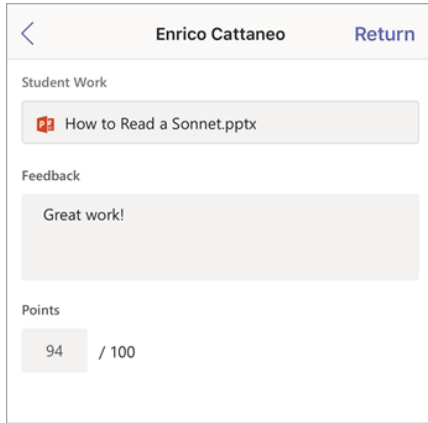 Enrico Cattaneo Return
Student Work
How to Read a Sonnet.pptx
Feedback
Great work!
Points
94 / 100